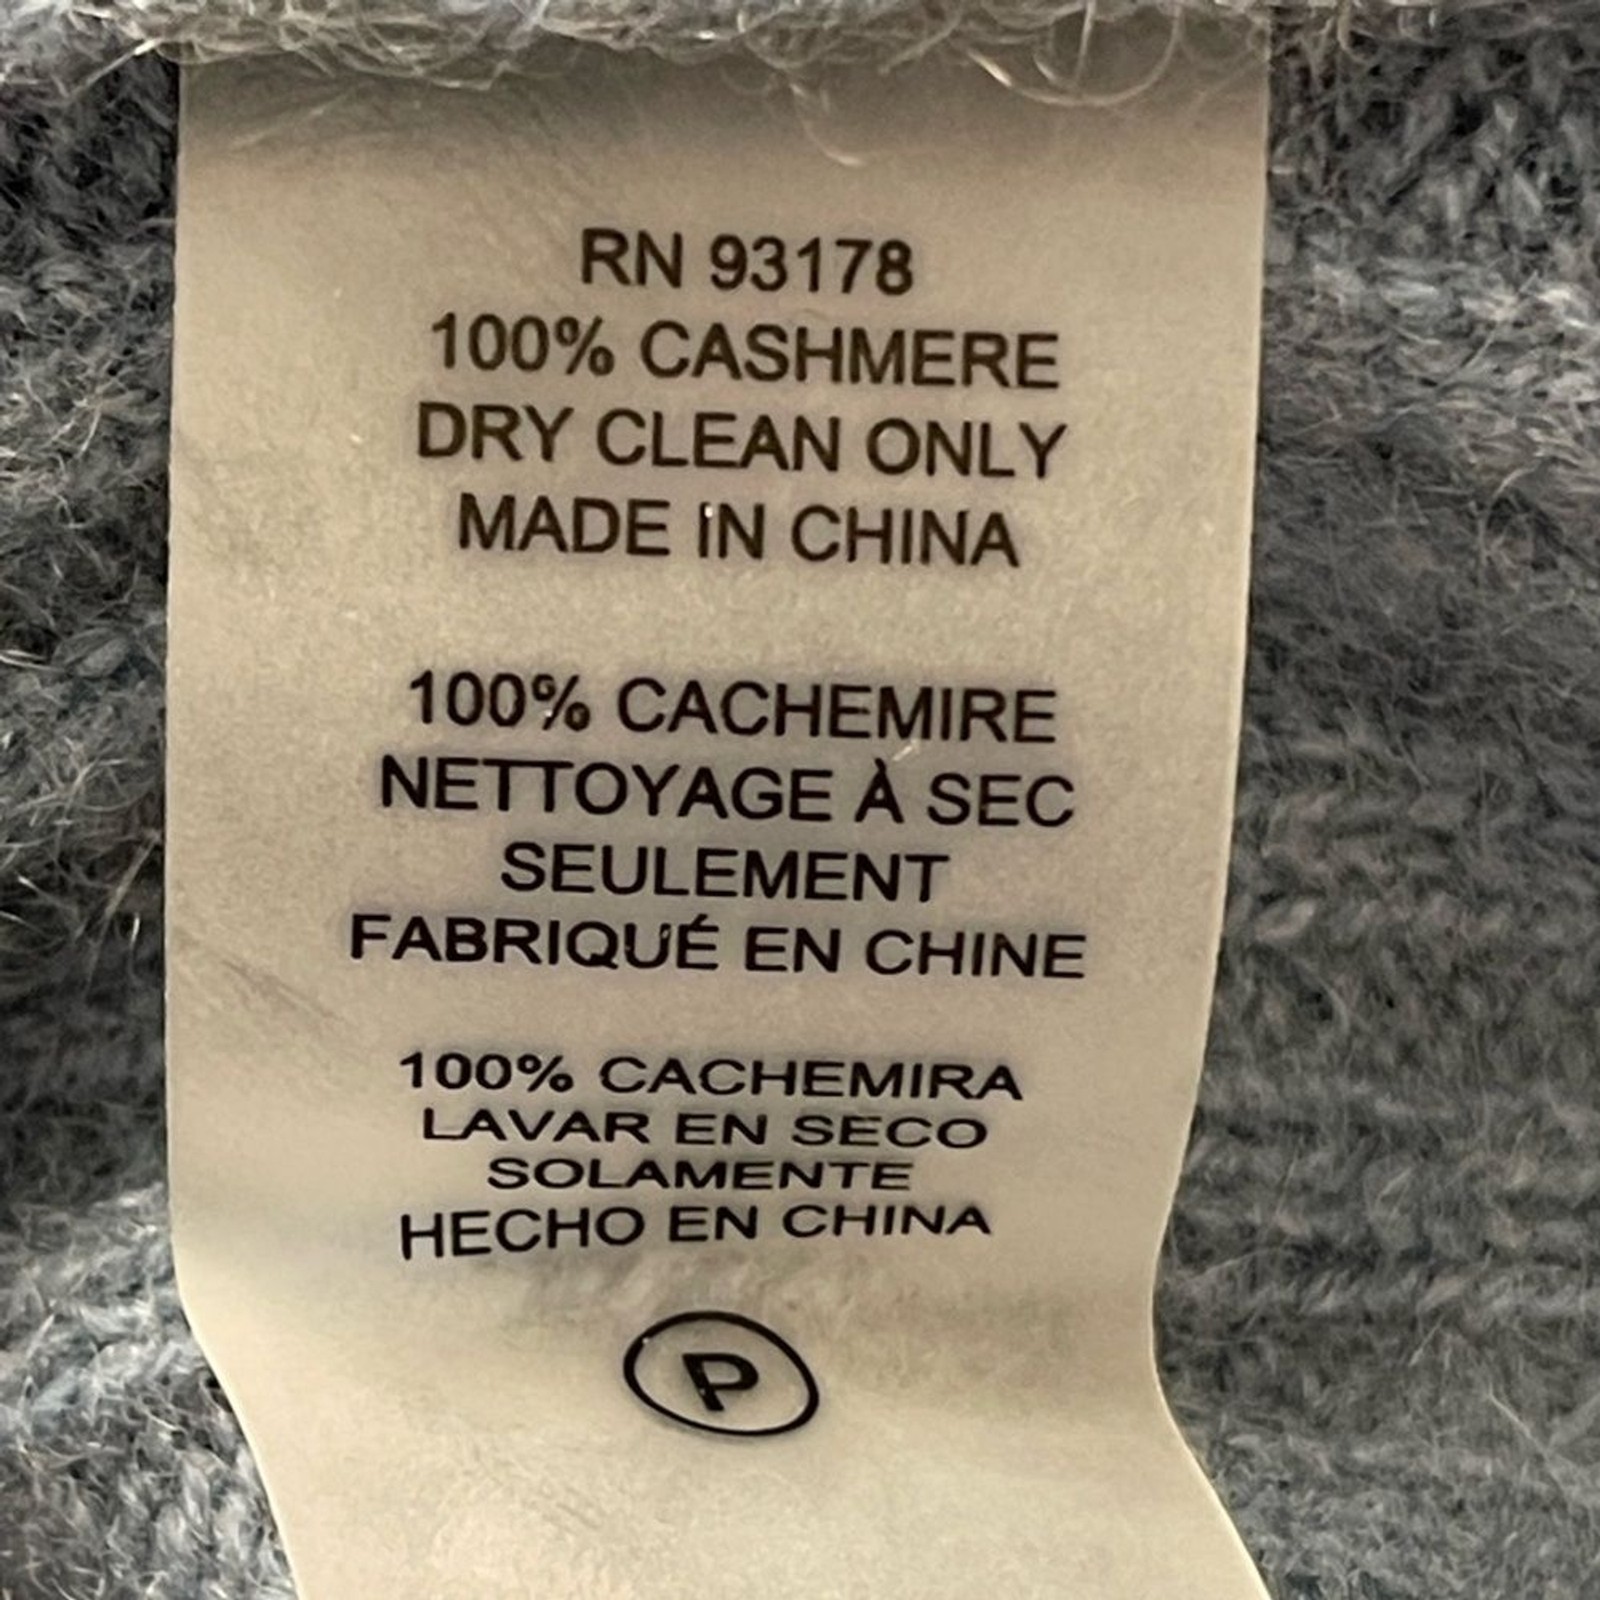 RN 93178
100% CASHMERE
DRY CLEAN ONLY
MADE IN CHINA
100% CACHEMIRE
NETTOYAGE À SEC
SEULEMENT
FABRIQUÉ EN CHINE
100% CACHEMIRA
LAVAR EN SECO
SOLAMENTE
HECHO EN CHINA
P